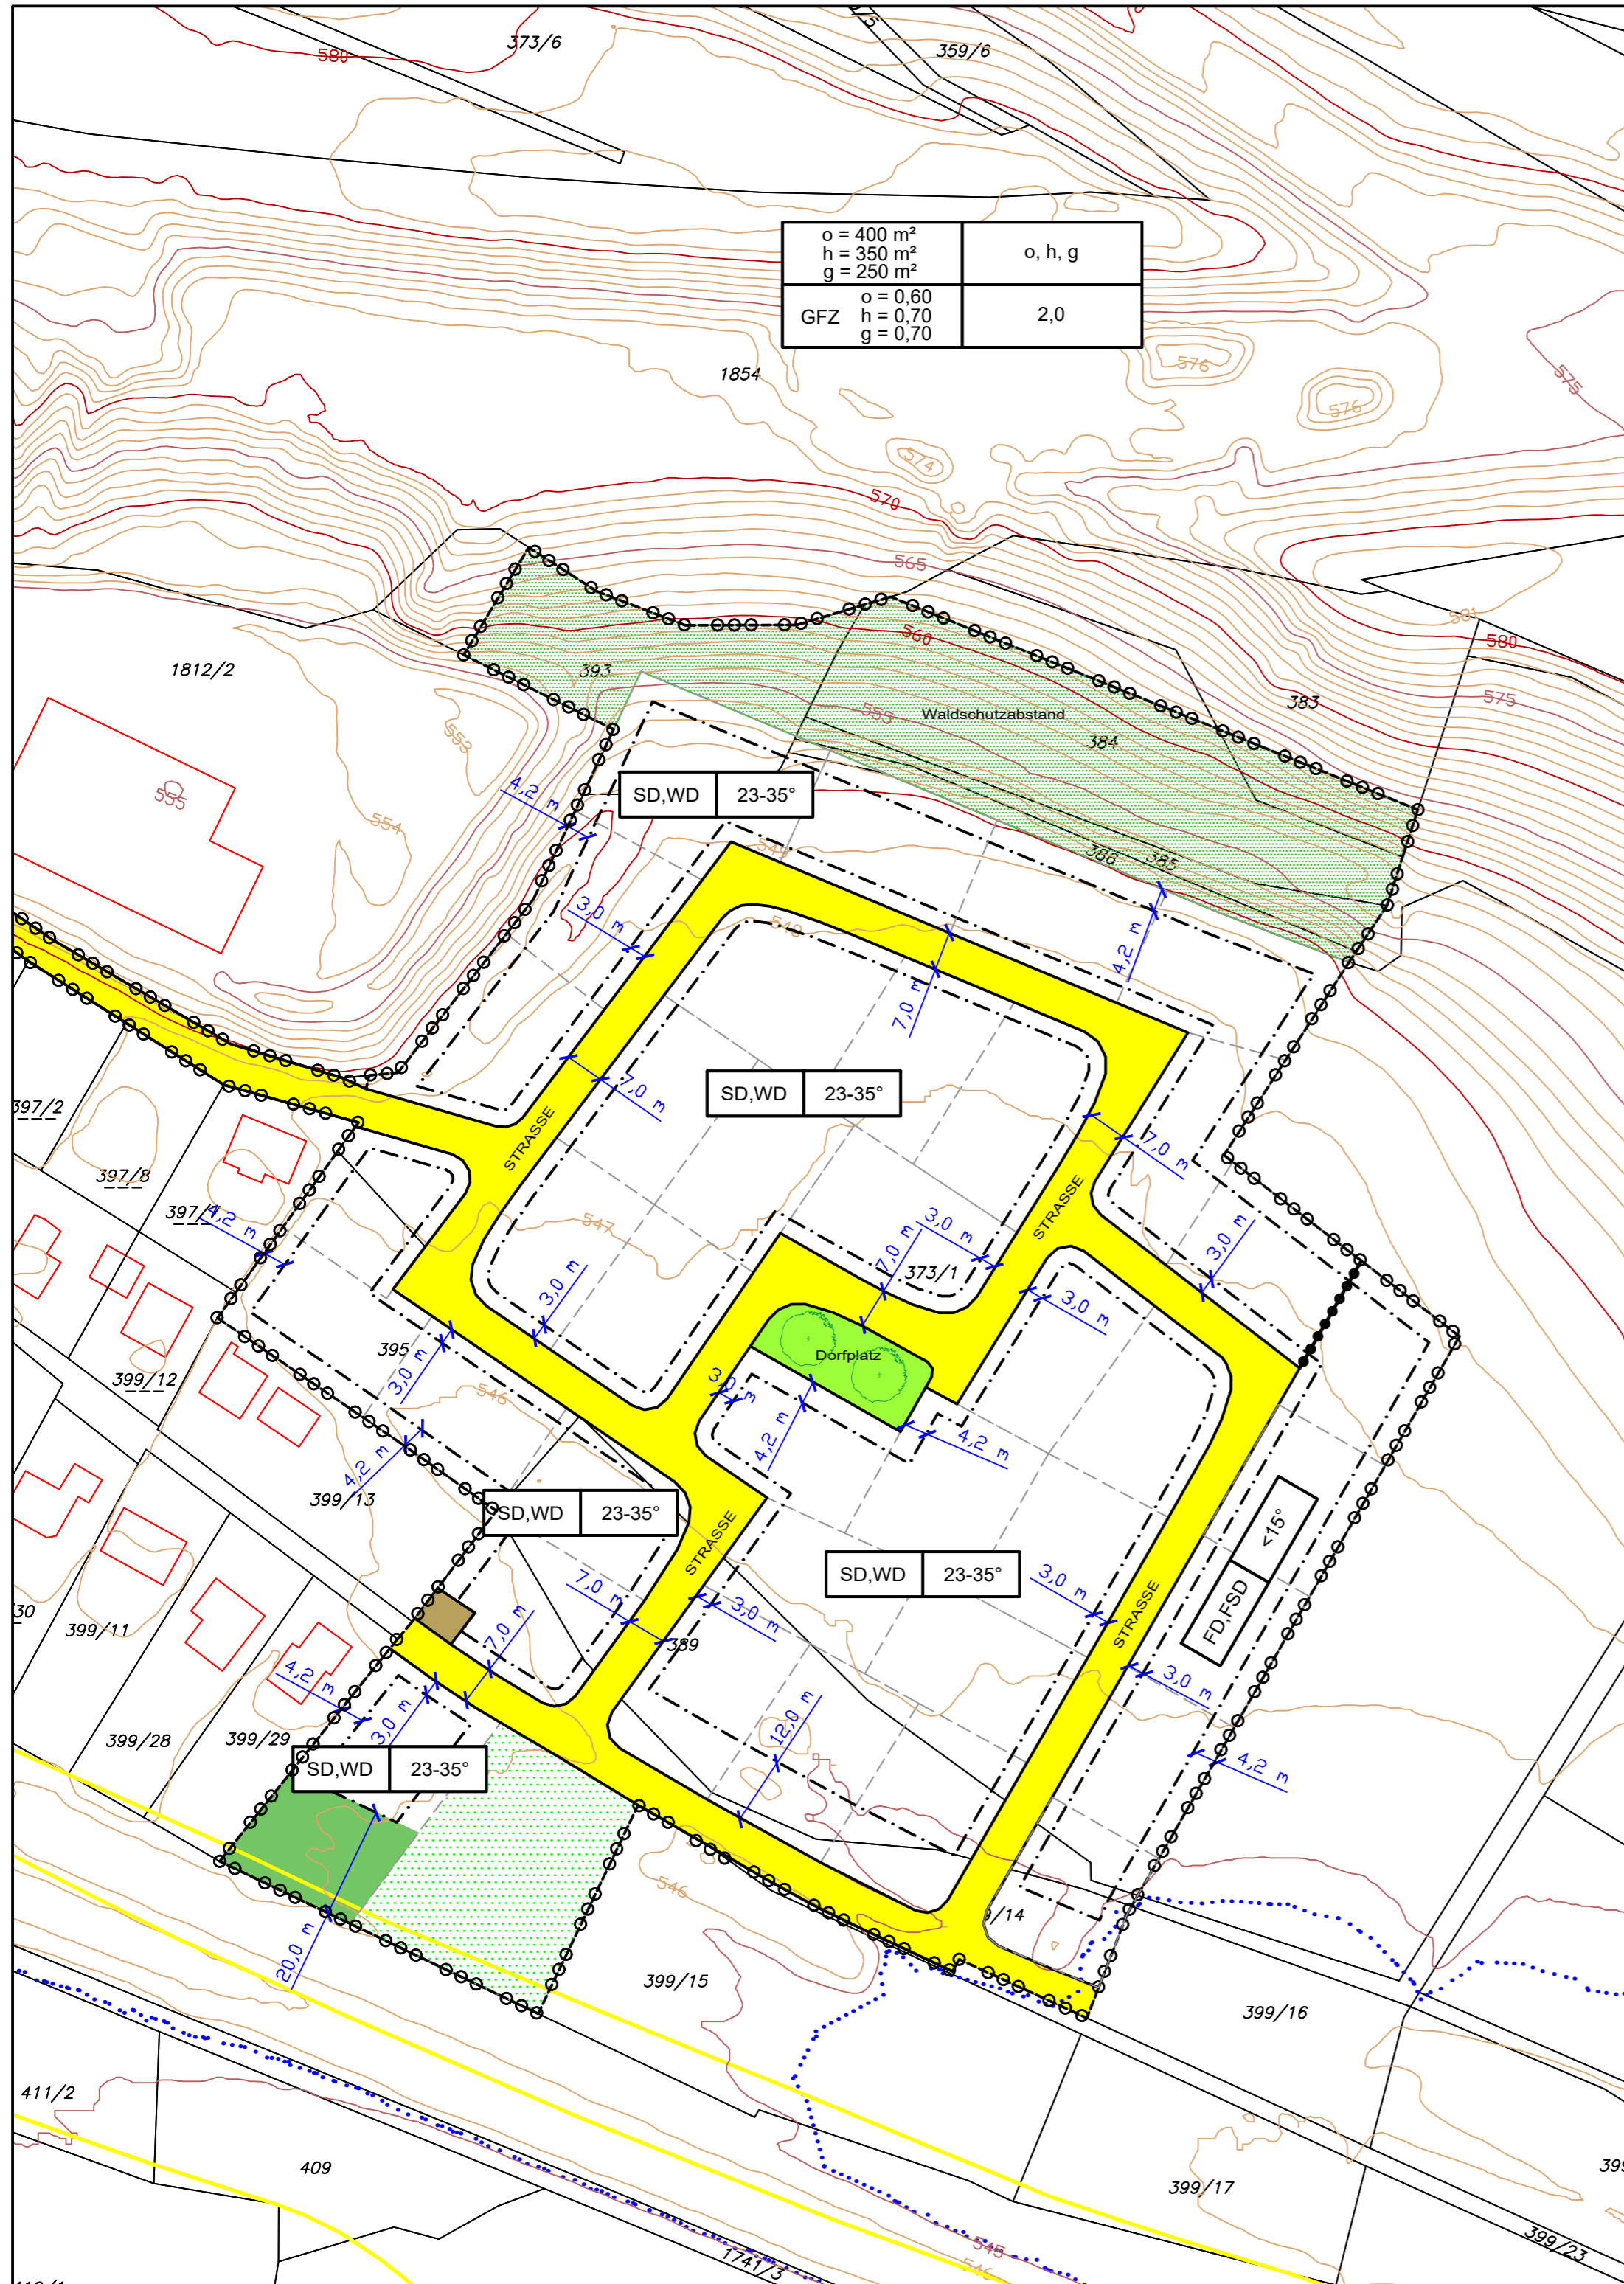 580
373/6
359/6
o = 400 m²
h = 350 m²
g = 250 m²
o, h, g
GFZ
o = 0,60
h = 0,70
g = 0,70
2,0
576
575
576
1854
574
570
565
581
580
560
575
393
383
1812/2
Waldschutzabstand
555
384
553
555
SD,WD 23-35°
4,2 m
554
549
386
385
3,0 m
548
4,2 m
7,0 m
7,0 m
SD,WD 23-35°
397/2
STRASSE
7,0 m
397/8
397/
4,2 m
547
STRASSE
3,0 m
3,0 m
7,0 m
373/1
3,0 m
3,0 m
395
Dorfplatz
399/12
3,0 m
546
3,0 m
4,2 m
4,2 m
4,2 m
399/13
SD,WD 23-35°
<15°
FD,FSD
STRASSE
SD,WD 23-35°
3,0 m
7,0 m
3,0 m
30
399/11
7,0 m
389
STRASSE
4,2 m
3,0 m
3,0 m
12,0 m
399/28
399/29
SD,WD 23-35°
4,2 m
546
/14
20,0 m
399/15
399/16
411/2
409
399/17
399
1741/3
545
546
399/23